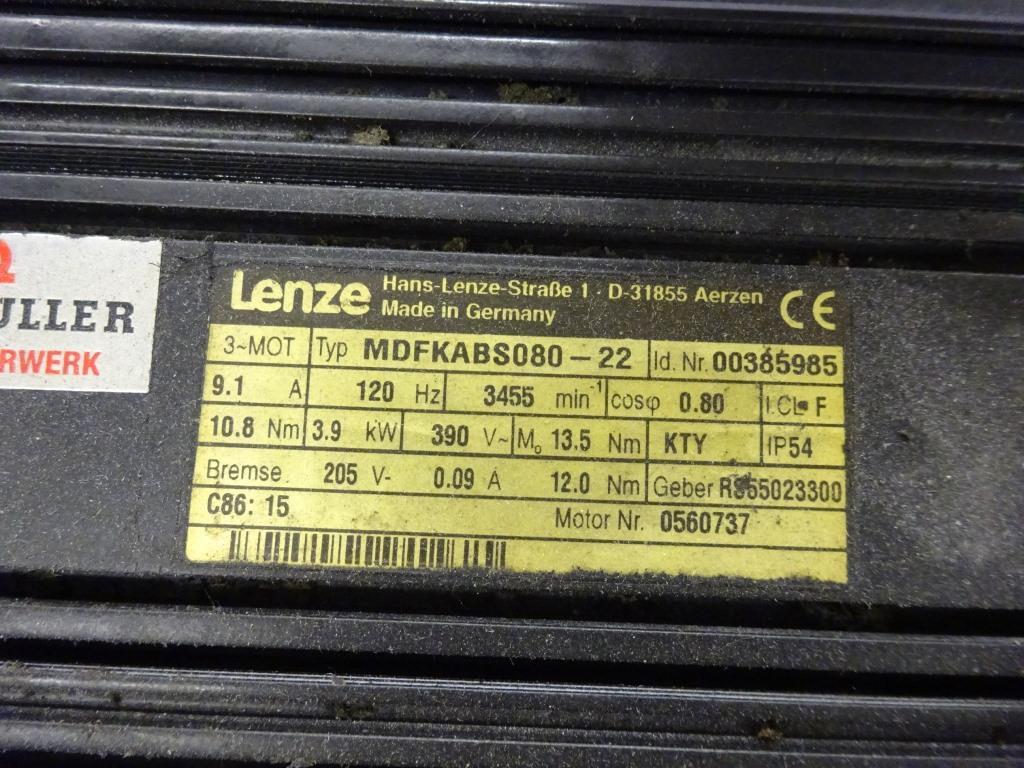 ULLER
RWERK
Lenze Hans-Lenze-Straße 1 · D-31855 Aerzen
Made in Germany CE
3~MOT Typ MDFKABS080-22 Id. Nr. 00385985
9.1 A 120 Hz 3455 min-1 cosφ 0.80 I.CL. F
10.8 Nm 3.9 kW 390 V~ M₀ 13.5 Nm KTY IP54
Bremse 205 V- 0.09 A 12.0 Nm Geber RS65023300
C86: 15 Motor Nr. 0560737